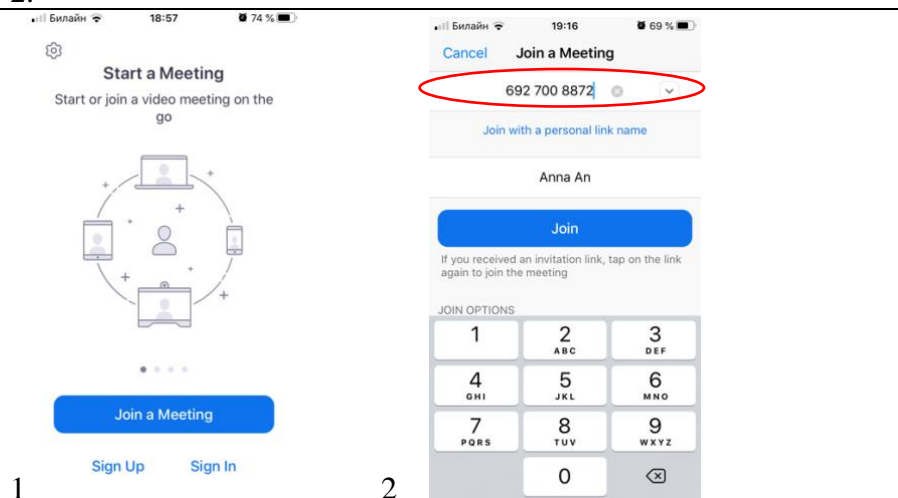 2.
Билайн 18:57 74 %
Start a Meeting
Start or join a video meeting on the
go
Join a Meeting
Sign Up Sign In
1
Билайн 19:16 69 %
Cancel Join a Meeting
692 700 8872
Join with a personal link name
Anna An
Join
If you received an invitation link, tap on the link
again to join the meeting
JOIN OPTIONS
1 2 3
ABC DEF
4 5 6
GHI JKL MNO
7 8 9
PQRS TUV WXYZ
0
2